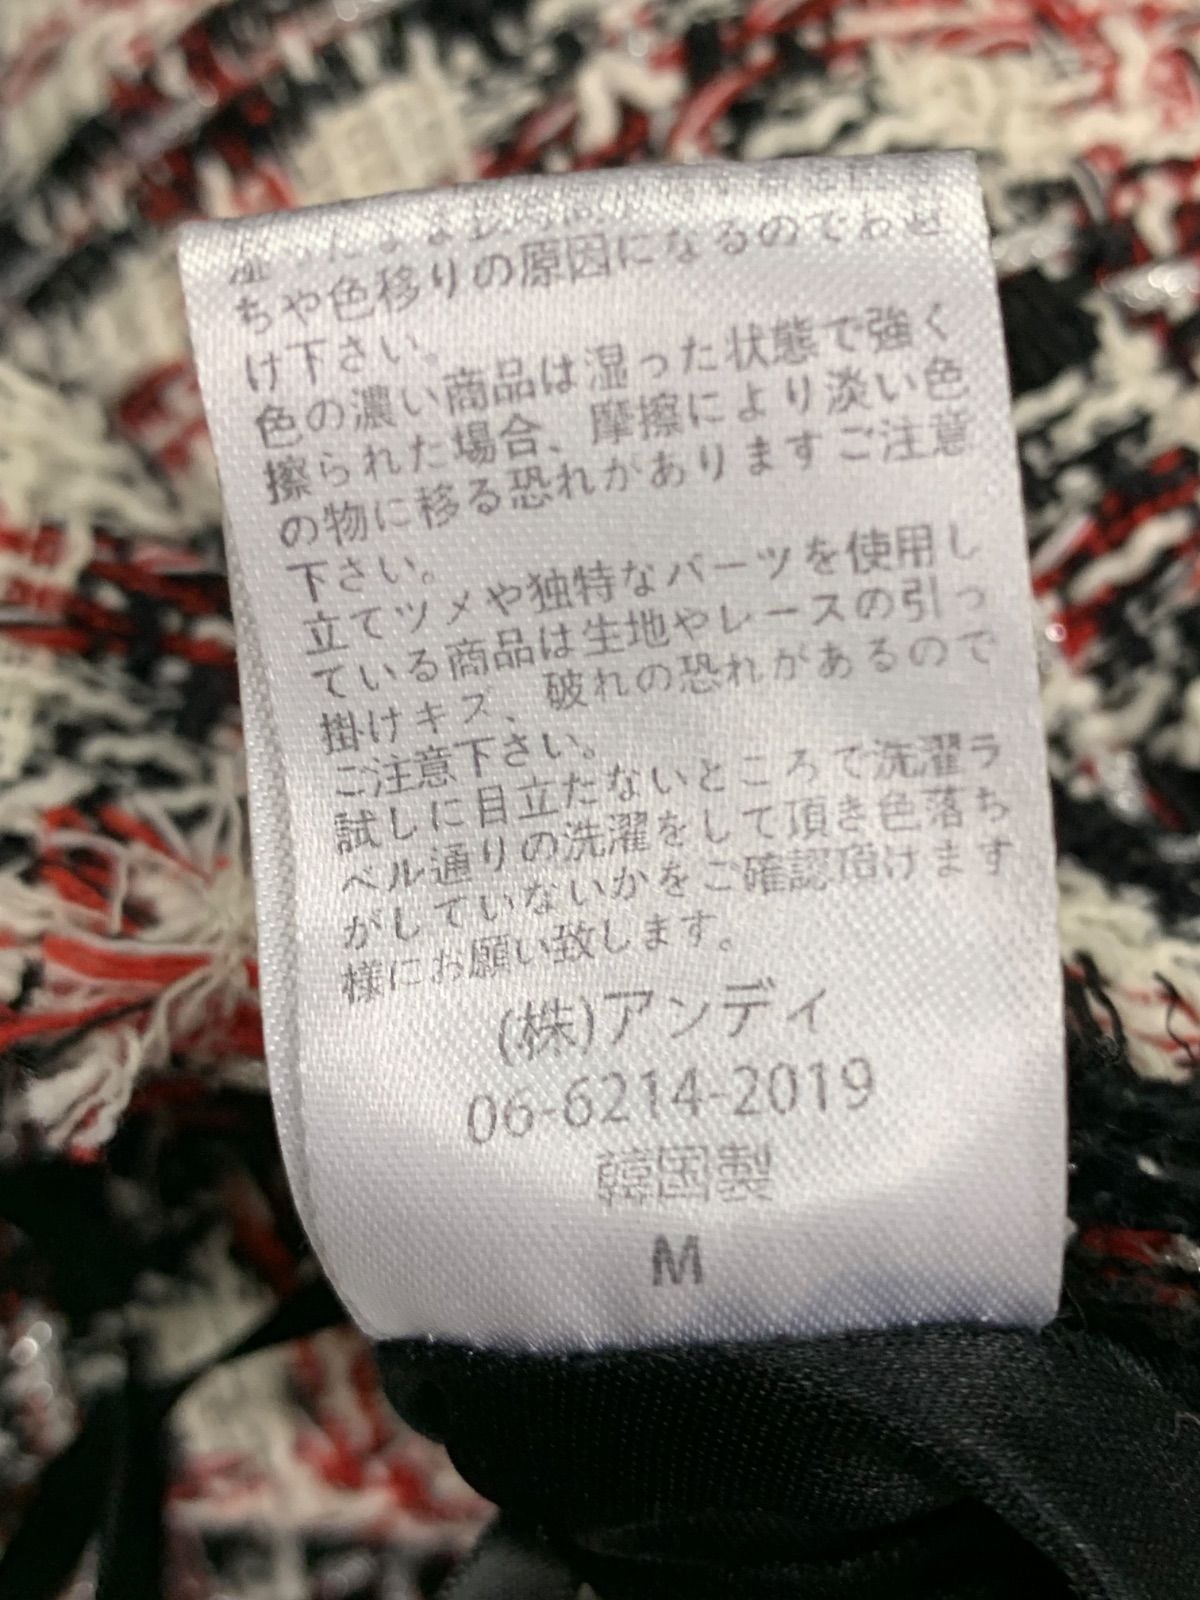 湿ったまま
ちや色移りの原因になるのでお避
け下さい。
色の濃い商品は湿った状態で強く
擦られた場合、摩擦により淡い色
の物に移る恐れがありますご注意
下さい。
立てツメや独特なパーツを使用し
ている商品は生地やレースの引っ
掛けキズ、破れの恐れがあるので
ご注意下さい。
試しに目立たないところで洗濯ラ
ベル通りの洗濯をして頂き色落ち
がしていないかをご確認頂けます
様にお願い致します。
(株)アンディ
06-6214-2019
韓国製
M